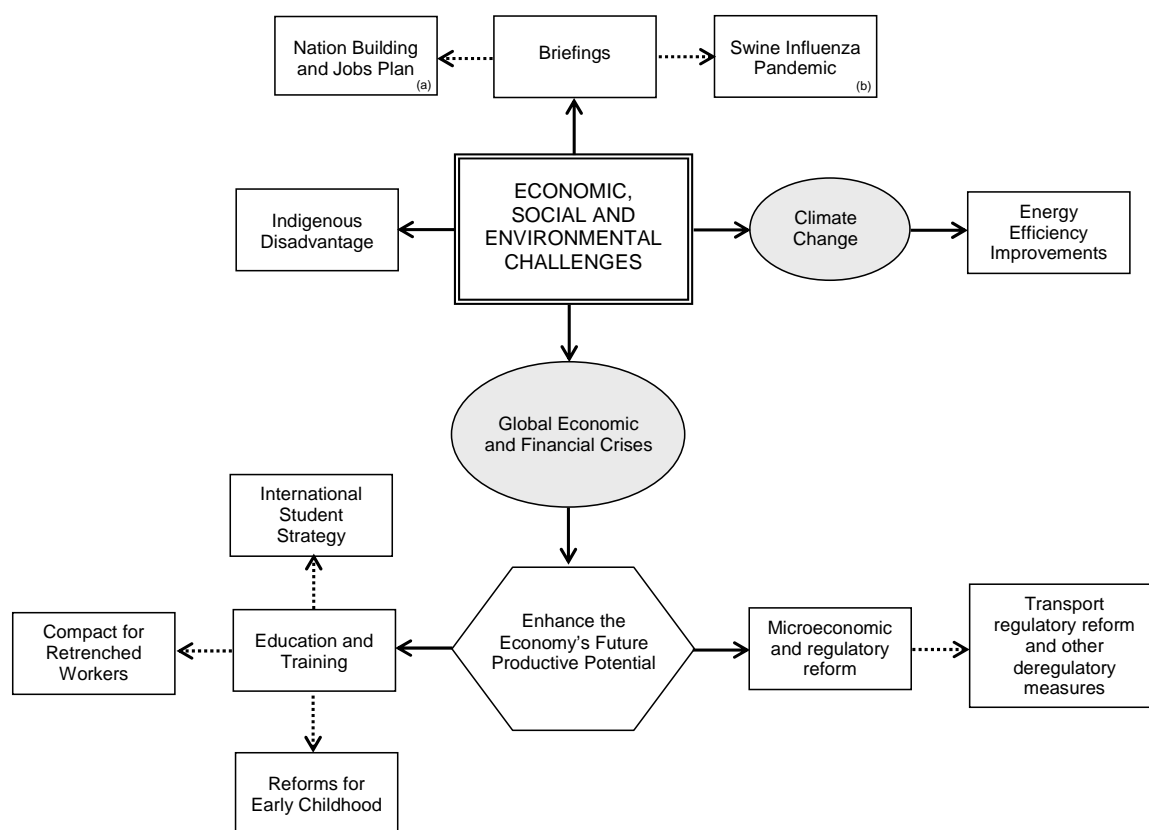 Nation Building
and Jobs Plan
(a)
Briefings
Swine Influenza
Pandemic
(b)
Indigenous
Disadvantage
ECONOMIC,
SOCIAL AND
ENVIRONMENTAL
CHALLENGES
Climate
Change
Energy
Efficiency
Improvements
Global Economic
and Financial Crises
International
Student
Strategy
Compact for
Retrenched
Workers
Education and
Training
Enhance the
Economy’s Future
Productive Potential
Microeconomic
and regulatory
reform
Transport
regulatory reform
and other
deregulatory
measures
Reforms for
Early Childhood